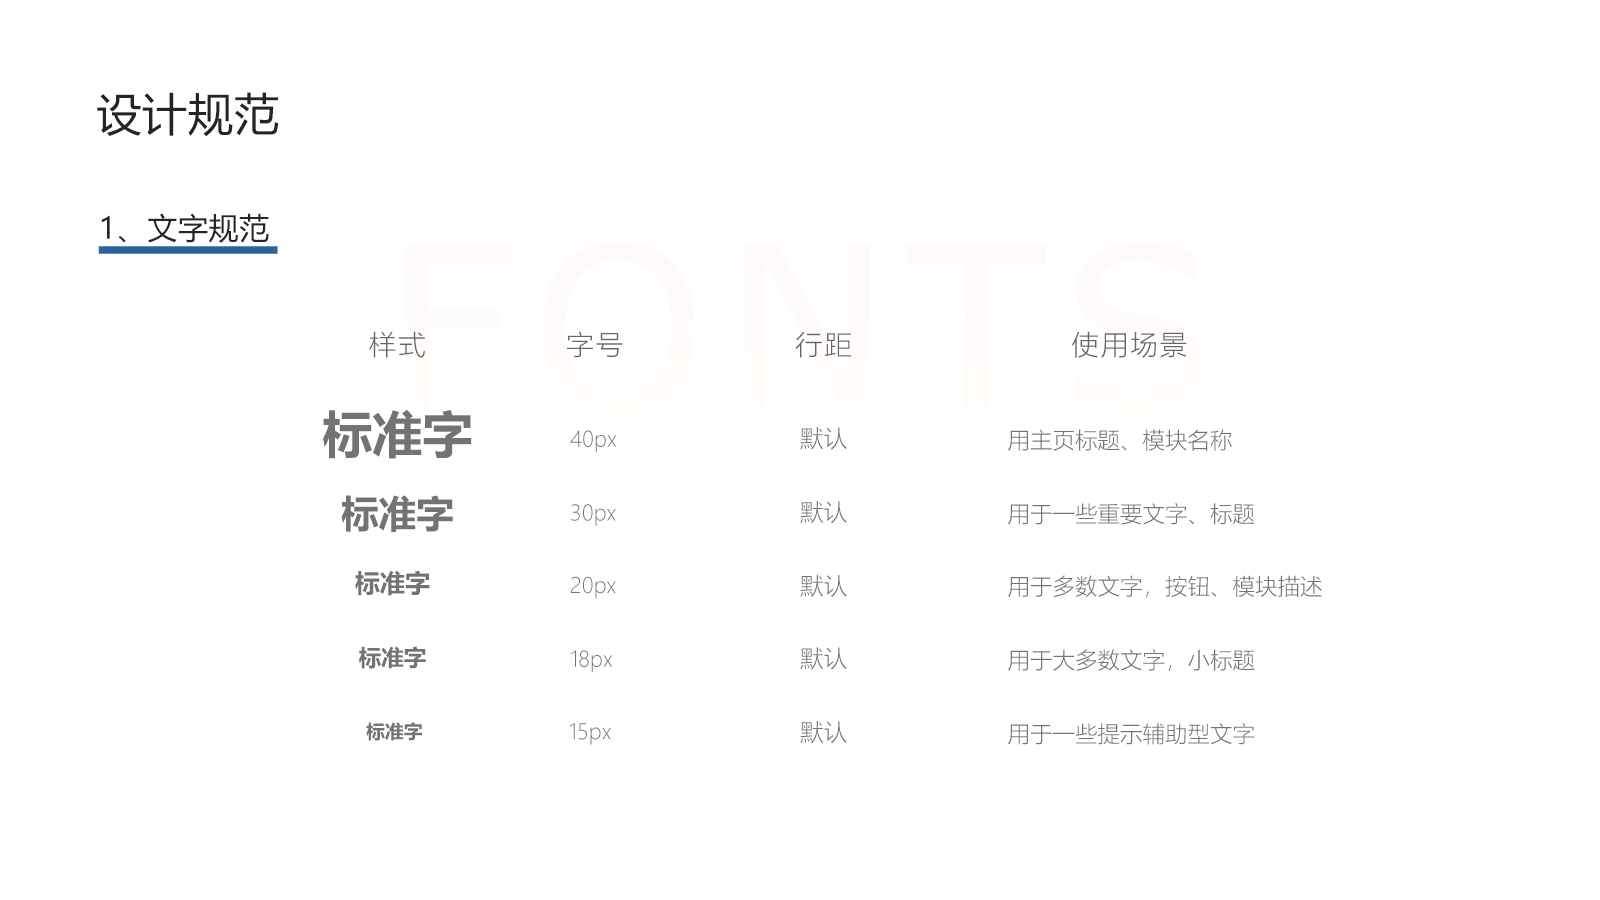 设计规范
1、文字规范
FONTS
样式 字号 行距 使用场景
标准字 40px 默认 用主页标题、模块名称
标准字 30px 默认 用于一些重要文字、标题
标准字 20px 默认 用于多数文字，按钮、模块描述
标准字 18px 默认 用于大多数文字，小标题
标准字 15px 默认 用于一些提示辅助型文字